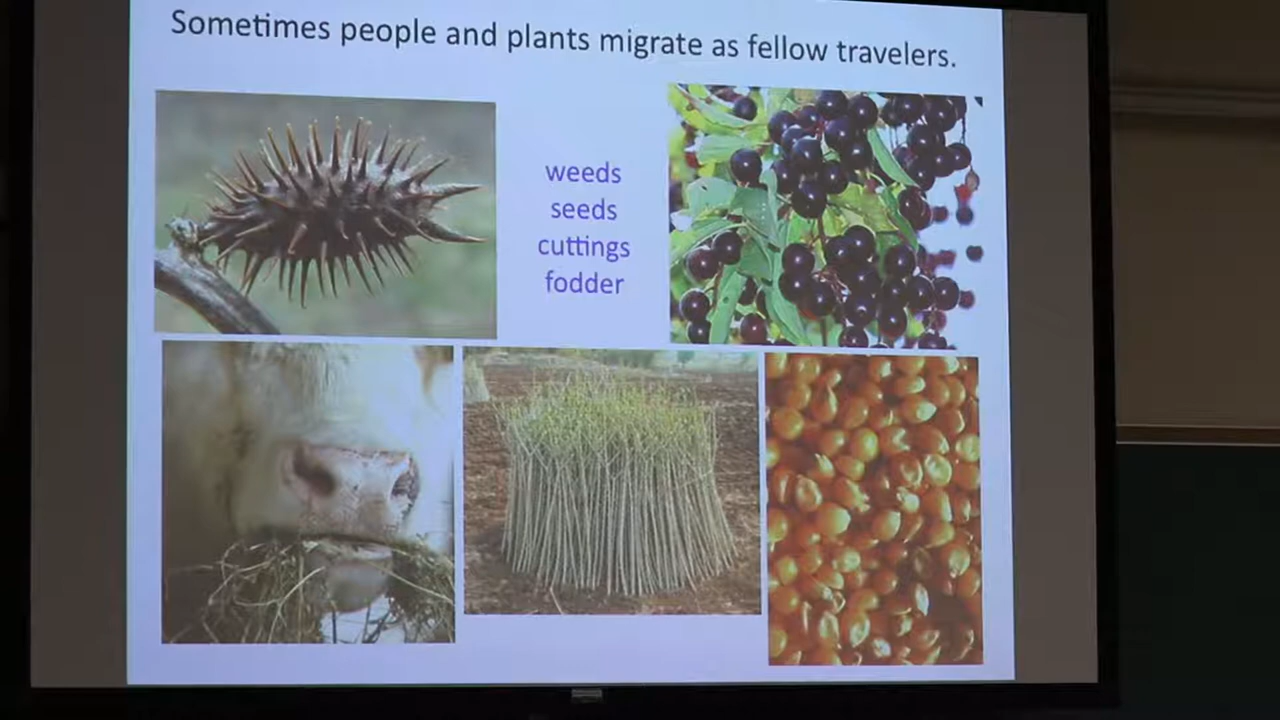 Sometimes people and plants migrate as fellow travelers.
weeds
seeds
cuttings
fodder